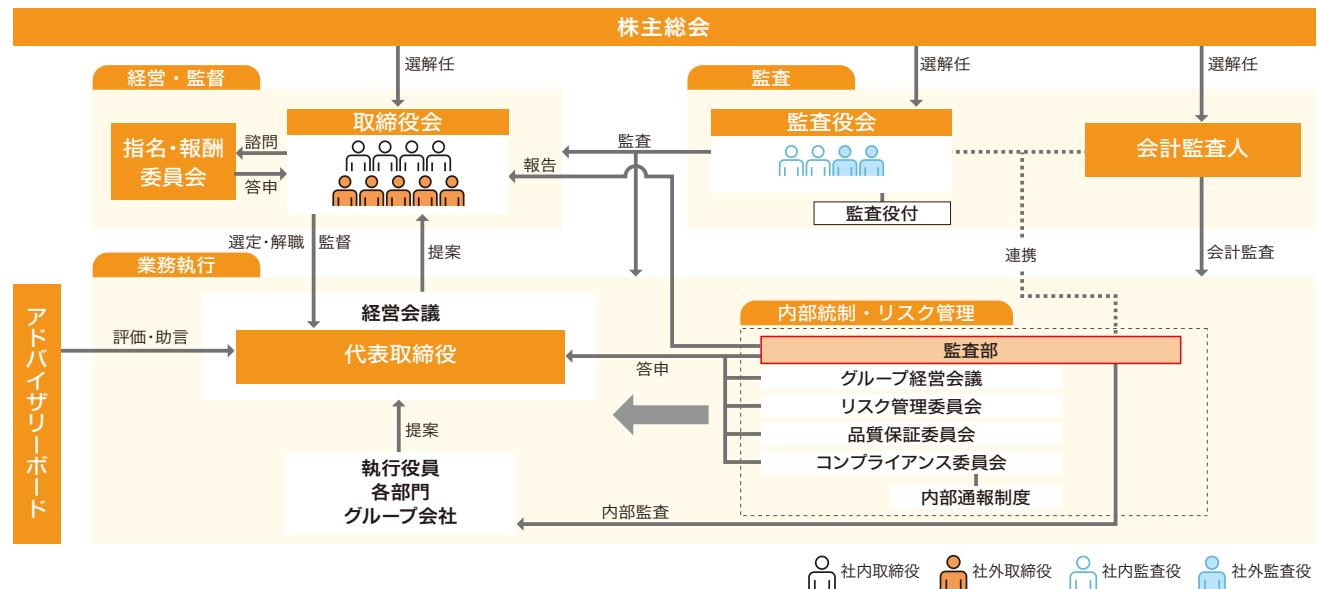 株主総会
選解任
選解任
選解任
経営・監督
監査
取締役会
監査役会
会計監査人
指名・報酬
委員会
諮問
答申
監査
報告
監査役付
選定・解職
監督
提案
連携
会計監査
業務執行
アドバイザリーボード
評価・助言
経営会議
代表取締役
内部統制・リスク管理
監査部
答申
グループ経営会議
リスク管理委員会
品質保証委員会
コンプライアンス委員会
内部通報制度
提案
執行役員
各部門
グループ会社
内部監査
社内取締役
社外取締役
社内監査役
社外監査役